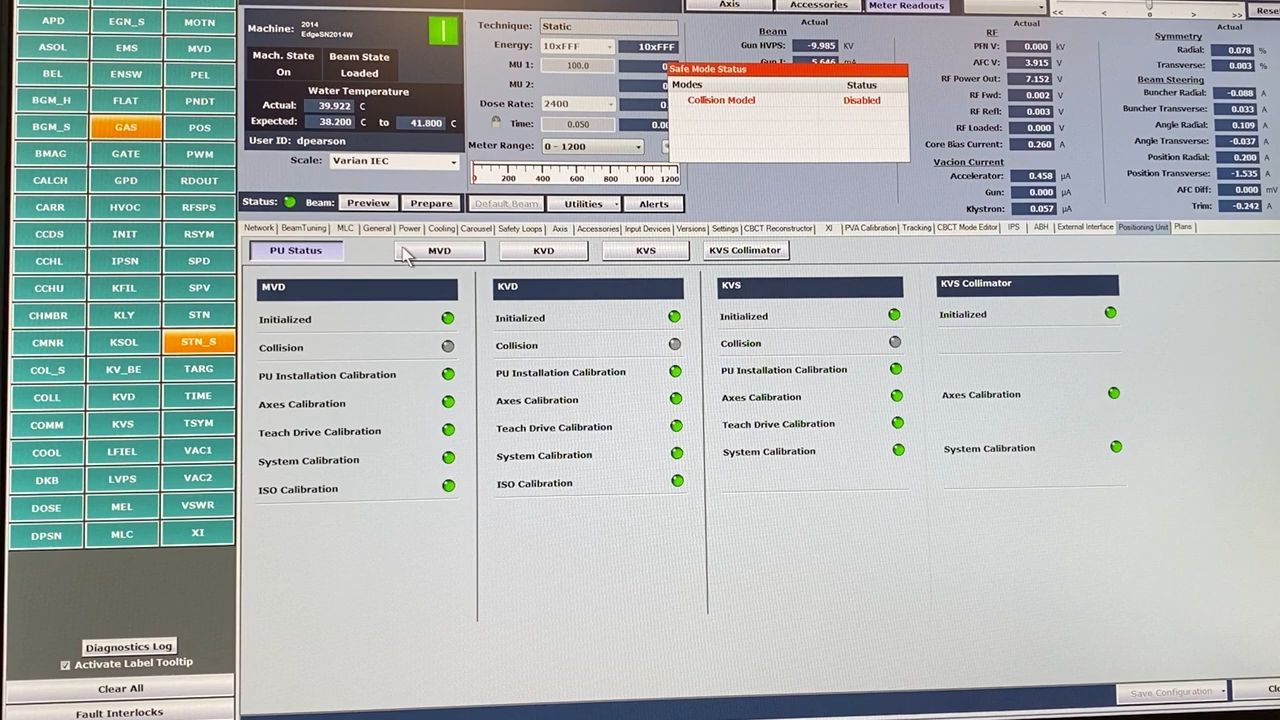 APD EGN_S MOTN
ASOL EMS MVD
BEL ENSW PEL
BGM_H FLAT PNDT
BGM_S GAS POS
BMAG GATE PWM
CALCH GPD RDOUT
CARR HVOC RFSPS
CCDS INIT RSYM
CCHL IPSN SPD
CCHU KFIL SPV
CHMBR KLY STN
CMNR KSOL STN_S
COL_S KV_BE TARG
COLL KVD TIME
COMM KVS TSYM
COOL LFIEL VAC1
DKB LVPS VAC2
DOSE MEL VSWR
DPSN MLC XI
Diagnostics Log
Activate Label Tooltip
Clear All
Fault Interlocks
Machine: 2014
EdgeSN2014W
Mach. State Beam State
On Loaded
Water Temperature
Actual: 39.922 C
Expected: 38.200 C to 41.800 C
User ID: dpearson
Scale: Varian IEC
Technique: Static
Energy: 10xFFF 10xFFF
MU 1: 100.0
MU 2:
Dose Rate: 2400
Time: 0.050
Meter Range: 0 - 1200
200 400 600 800 1000 1200
Status: Beam: Preview Prepare Default Beam Utilities Alerts
Axis Accessories Meter Readouts
<< < 0 > >> Rese
Actual
Beam
Gun HVPS: -9.985 KV
Gun I: 5.646 mA
Safe Mode Status
Modes Status
Collision Model Disabled
Actual
RF
PFN V: 0.000 kV
AFC V: 3.915 V
RF Power Out: 7.152 V
RF Fwd: 0.002 V
RF Refl: 0.003 V
RF Loaded: 0.000 V
Core Bias Current: 0.260 A
Vacion Current
Accelerator: 0.458 µA
Gun: 0.000 µA
Klystron: 0.057 µA
Actual
Symmetry
Radial: 0.078 %
Transverse: 0.003 %
Beam Steering
Buncher Radial: -0.088 A
Buncher Transverse: 0.033 A
Angle Radial: 0.109 A
Angle Transverse: -0.037 A
Position Radial: 0.200 A
Position Transverse: -1.535 A
AFC Diff: 0.000 mV
Trim: -0.242 A
Network BeamTuning MLC General Power Cooling Carousel Safety Loops Axis Accessories Input Devices Versions Settings CBCT Reconstructor XI PVA Calibration Tracking CBCT Mode Editor IPS ABH External Interface Positioning Unit Plans
PU Status MVD KVD KVS KVS Collimator
MVD
Initialized
Collision
PU Installation Calibration
Axes Calibration
Teach Drive Calibration
System Calibration
ISO Calibration
KVD
Initialized
Collision
PU Installation Calibration
Axes Calibration
Teach Drive Calibration
System Calibration
ISO Calibration
KVS
Initialized
Collision
PU Installation Calibration
Axes Calibration
Teach Drive Calibration
System Calibration
KVS Collimator
Initialized
Axes Calibration
System Calibration
Save Configuration